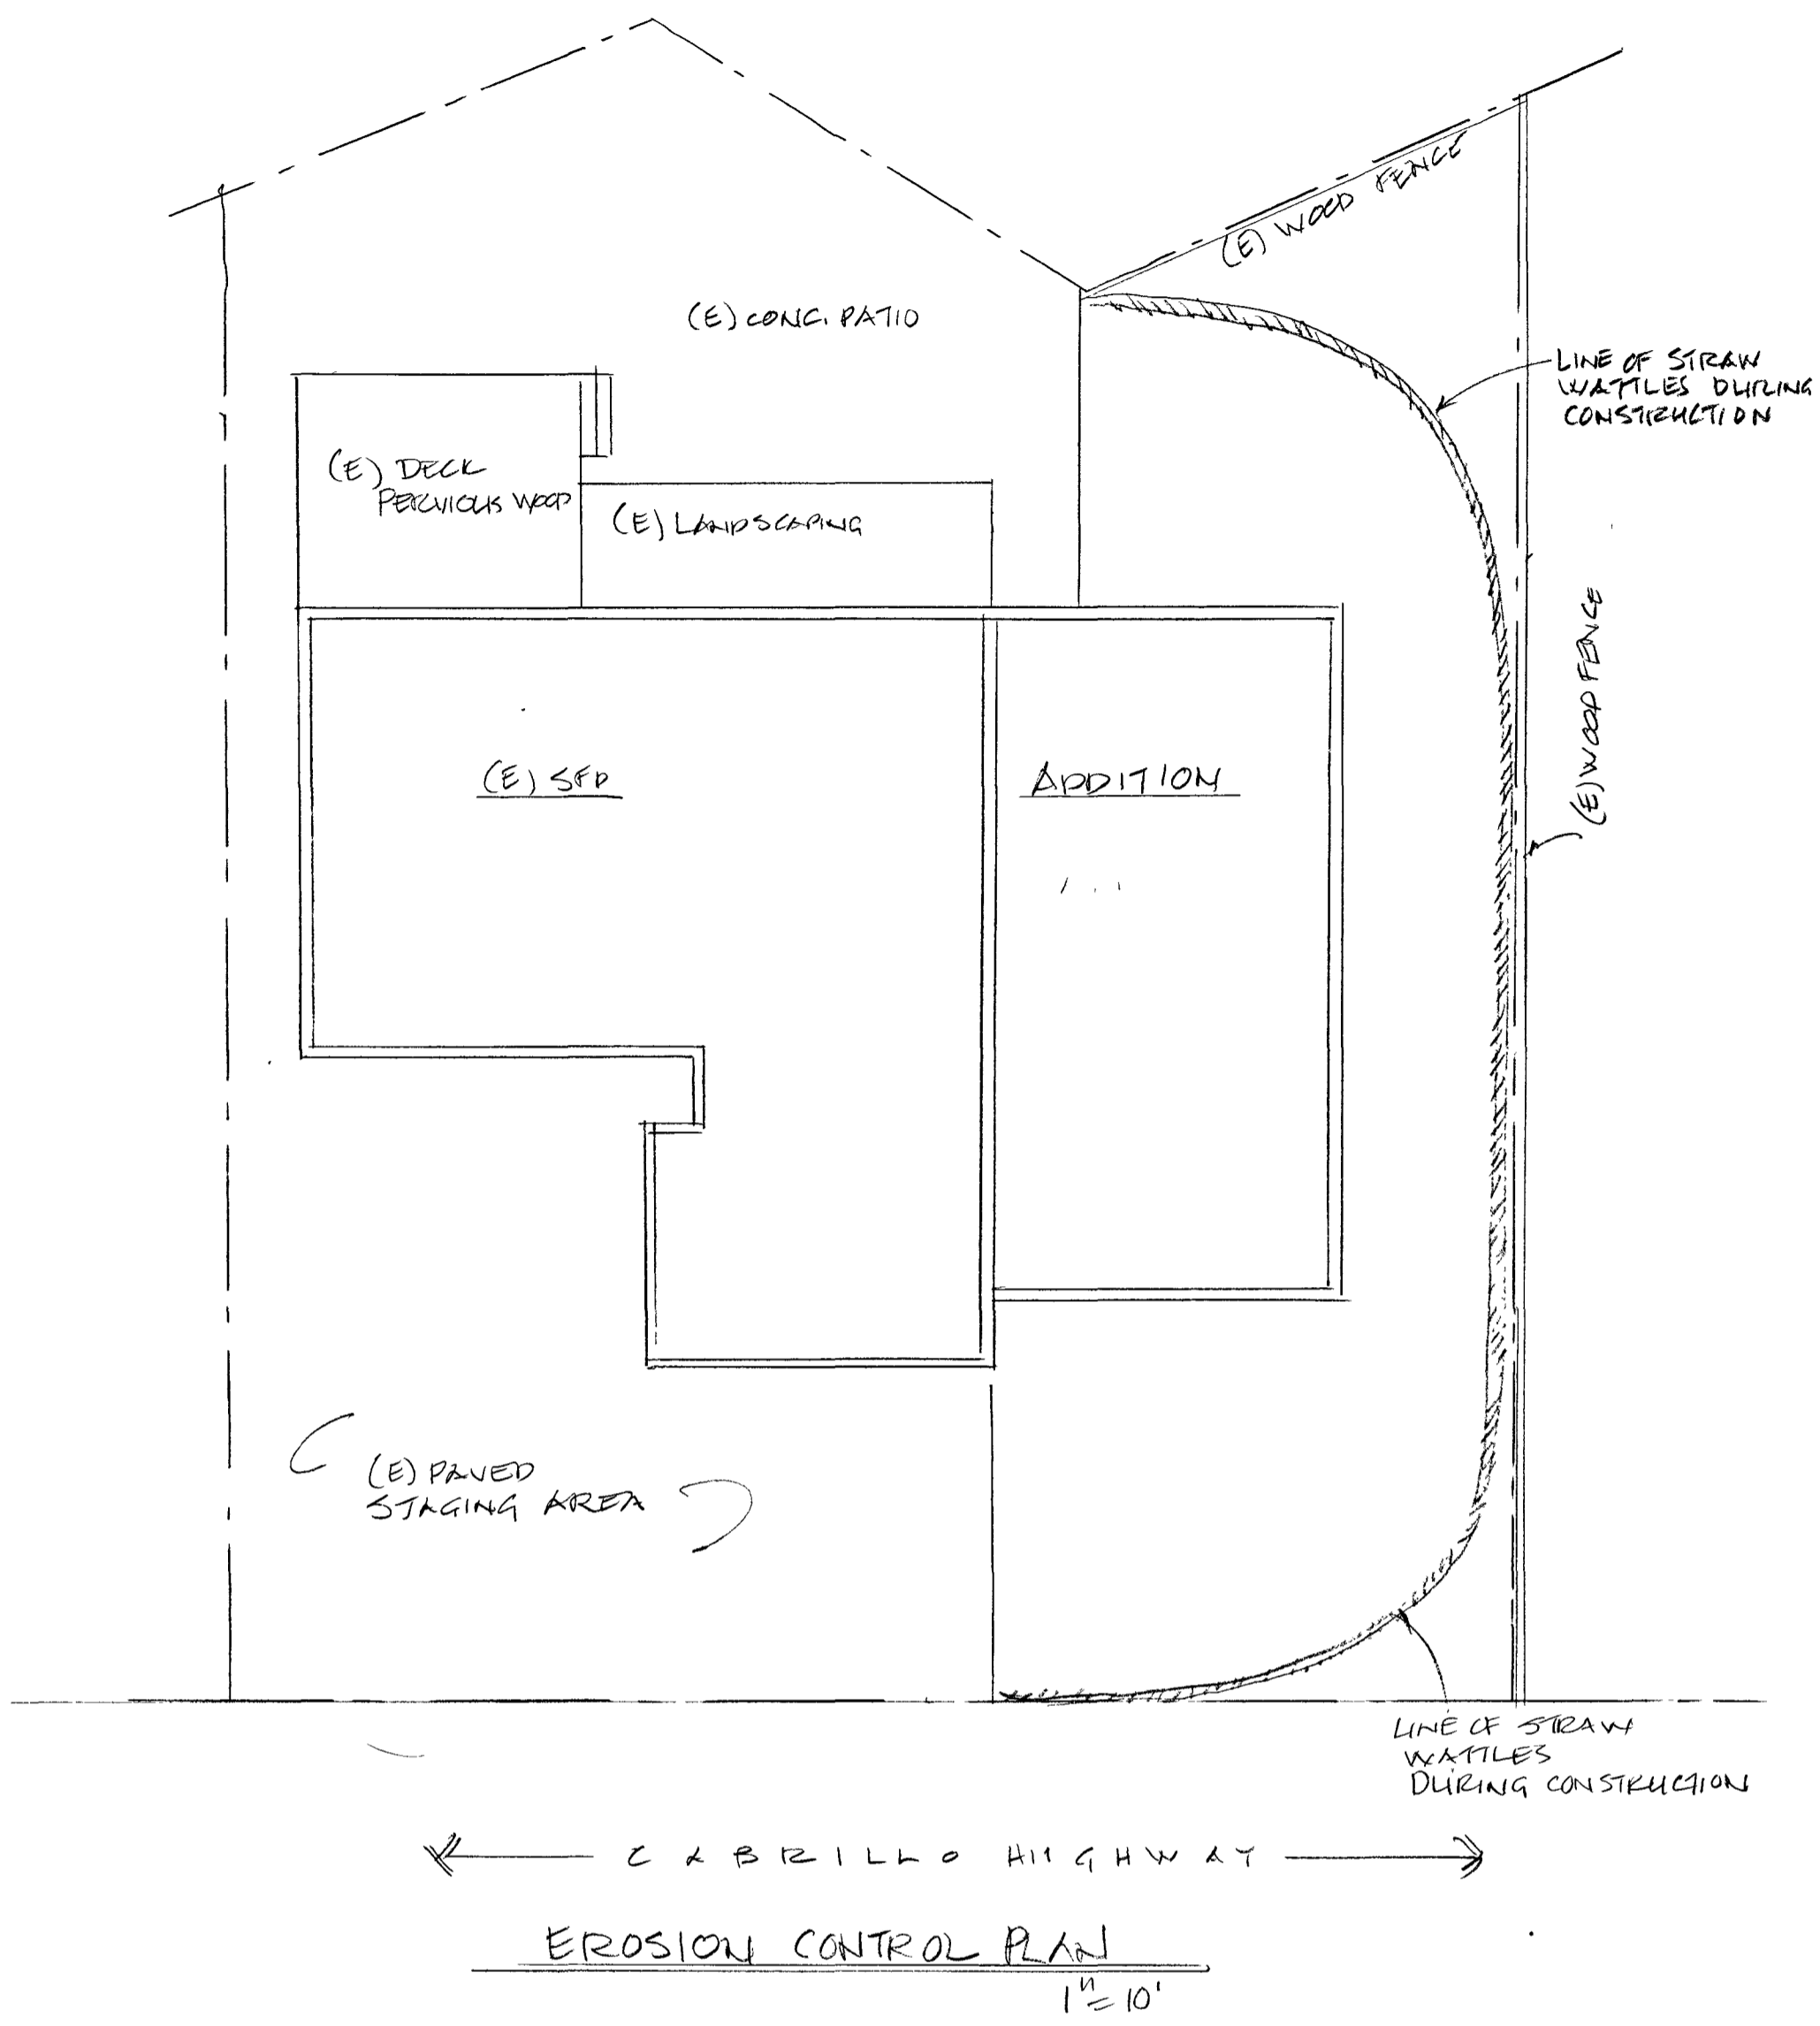 (E) WOOD FENCE
(E) CONC. PATIO
LINE OF STRAW
WATTLES DURING
CONSTRUCTION
(E) DECK
PERVIOUS WOOD
(E) LANDSCAPING
(E) WOOD FENCE
(E) SFD
ADDITION
(E) PAVED
STAGING AREA
LINE OF STRAW
WATTLES
DURING CONSTRUCTION
CABRILLO HIGHWAY
EROSION CONTROL PLAN
1"=10'